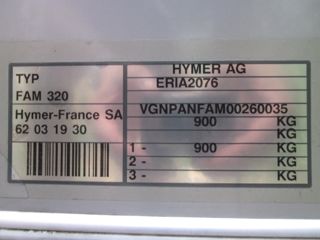 TYP
FAM 320
Hymer-France SA
62 03 19 30
HYMER AG
ERIA2076
VGNPANFAM00260035
900 KG
KG
1 - 900 KG
2 - KG
3 - KG